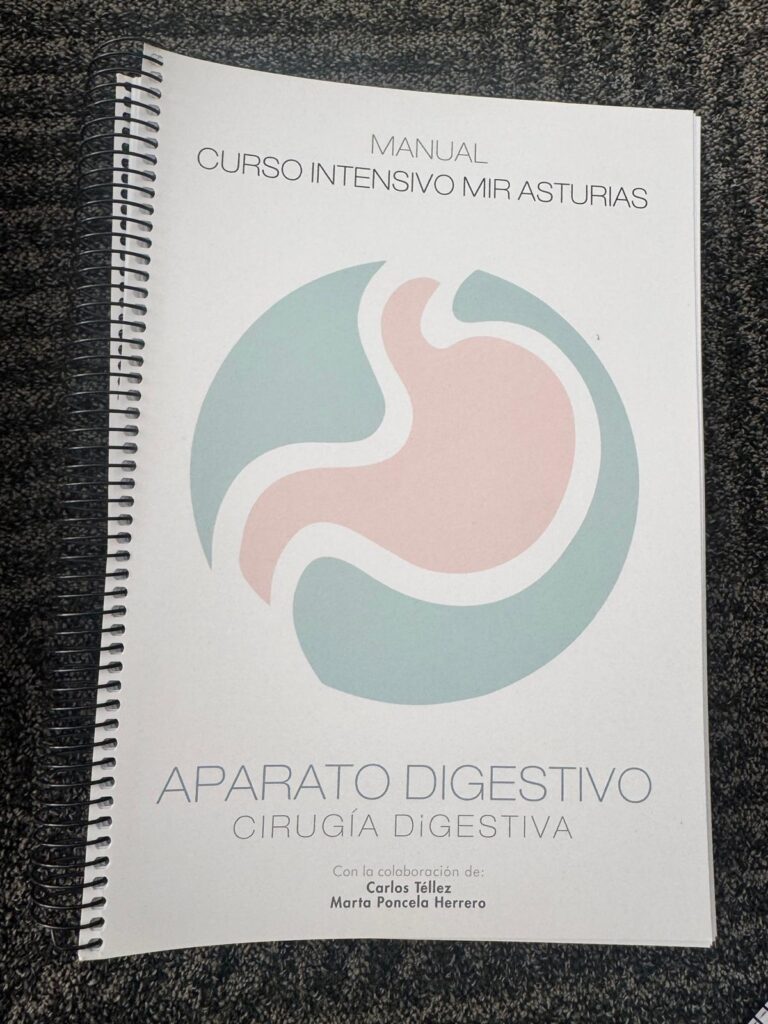 MANUAL
CURSO INTENSIVO MIR ASTURIAS
APARATO DIGESTIVO
CIRUGÍA DiGESTIVA
Con la colaboración de:
Carlos Téllez
Marta Poncela Herrero